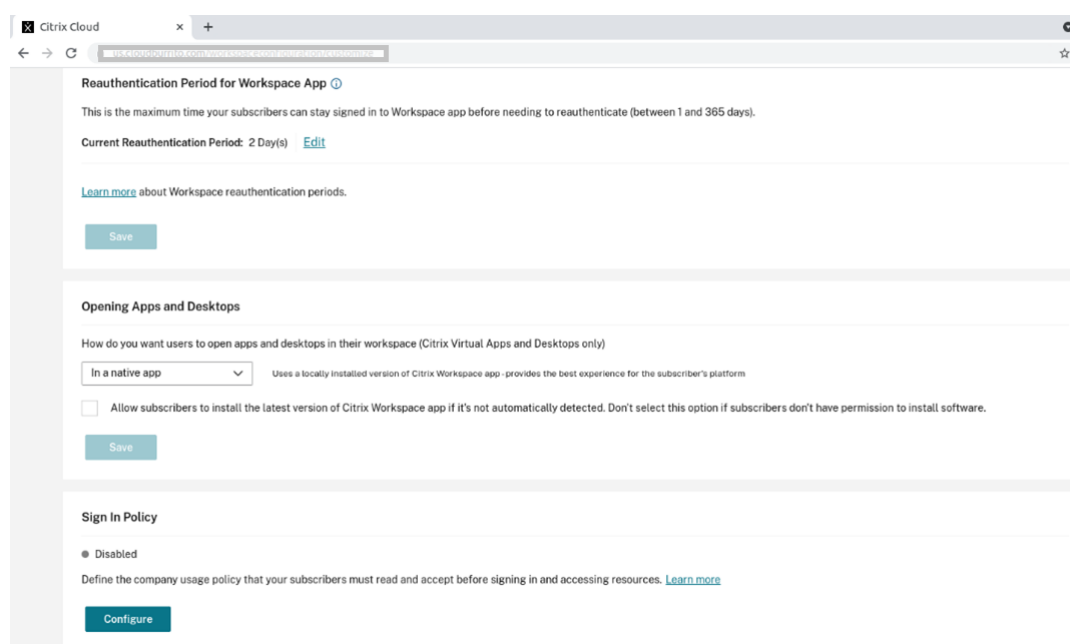 Citrix Cloud
Reauthentication Period for Workspace App
This is the maximum time your subscribers can stay signed in to Workspace app before needing to reauthenticate (between 1 and 365 days).
Current Reauthentication Period: 2 Day(s) Edit
Learn more about Workspace reauthentication periods.
Save
Opening Apps and Desktops
How do you want users to open apps and desktops in their workspace (Citrix Virtual Apps and Desktops only)
In a native app Uses a locally installed version of Citrix Workspace app - provides the best experience for the subscriber's platform
Allow subscribers to install the latest version of Citrix Workspace app if it's not automatically detected. Don't select this option if subscribers don't have permission to install software.
Save
Sign In Policy
Disabled
Define the company usage policy that your subscribers must read and accept before signing in and accessing resources. Learn more
Configure